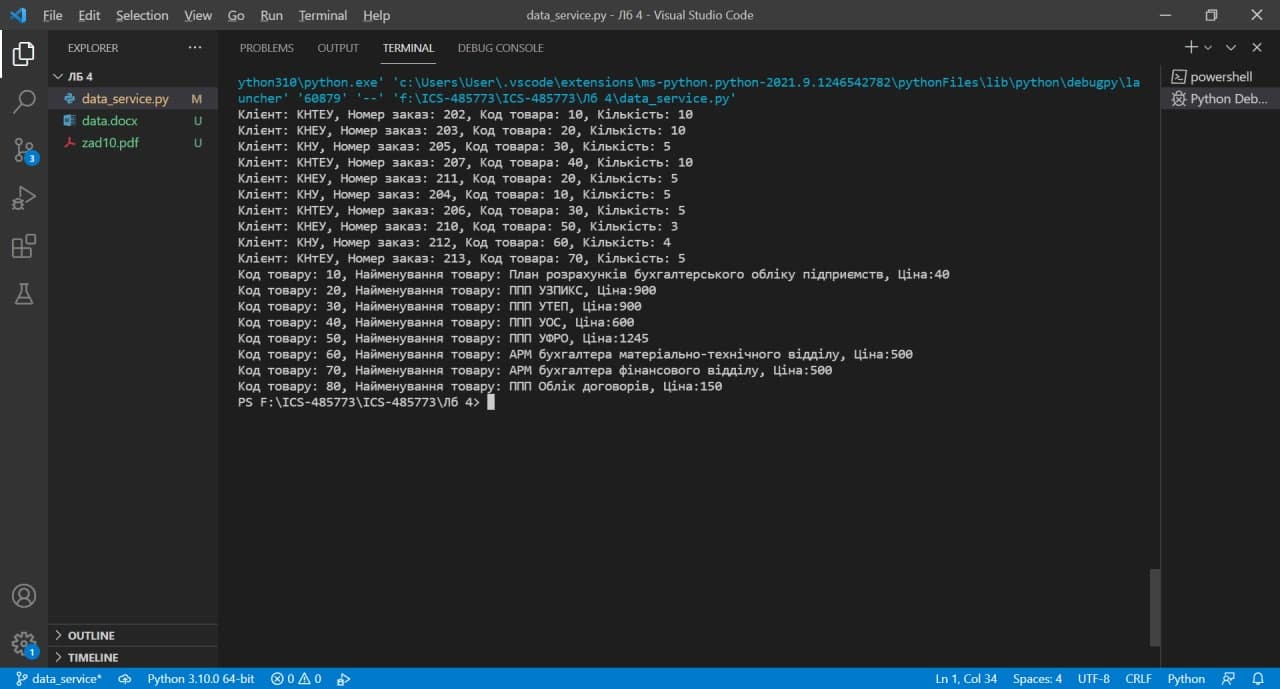 File Edit Selection View Go Run Terminal Help data_service.py - Лб 4 - Visual Studio Code
EXPLORER ···
ЛБ 4
data_service.py M
data.docx U
zad10.pdf U
3
PROBLEMS OUTPUT TERMINAL DEBUG CONSOLE
powershell
Python Deb...
ython310\python.exe' 'c:\Users\User\.vscode\extensions\ms-python.python-2021.9.1246542782\pythonFiles\lib\python\debugpy\la
uncher' '60879' '--' 'f:\ICS-485773\ICS-485773\Лб 4\data_service.py'
Клієнт: КНТЕУ, Номер заказ: 202, Код товара: 10, Кількість: 10
Клієнт: КНЕУ, Номер заказ: 203, Код товара: 20, Кількість: 10
Клієнт: КНУ, Номер заказ: 205, Код товара: 30, Кількість: 5
Клієнт: КНТЕУ, Номер заказ: 207, Код товара: 40, Кількість: 10
Клієнт: КНЕУ, Номер заказ: 211, Код товара: 20, Кількість: 5
Клієнт: КНУ, Номер заказ: 204, Код товара: 10, Кількість: 5
Клієнт: КНТЕУ, Номер заказ: 206, Код товара: 30, Кількість: 5
Клієнт: КНЕУ, Номер заказ: 210, Код товара: 50, Кількість: 3
Клієнт: КНУ, Номер заказ: 212, Код товара: 60, Кількість: 4
Клієнт: КНтЕУ, Номер заказ: 213, Код товара: 70, Кількість: 5
Код товару: 10, Найменування товару: План розрахунків бухгалтерського обліку підприємств, Ціна:40
Код товару: 20, Найменування товару: ППП УЗПИКС, Ціна:900
Код товару: 30, Найменування товару: ППП УТЕП, Ціна:900
Код товару: 40, Найменування товару: ППП УОС, Ціна:600
Код товару: 50, Найменування товару: ППП УФРО, Ціна:1245
Код товару: 60, Найменування товару: АРМ бухгалтера матеріально-технічного відділу, Ціна:500
Код товару: 70, Найменування товару: АРМ бухгалтера фінансового відділу, Ціна:500
Код товару: 80, Найменування товару: ППП Облік договорів, Ціна:150
PS F:\ICS-485773\ICS-485773\Лб 4>
1
OUTLINE
TIMELINE
data_service* Python 3.10.0 64-bit 0 0 Ln 1, Col 34 Spaces: 4 UTF-8 CRLF Python